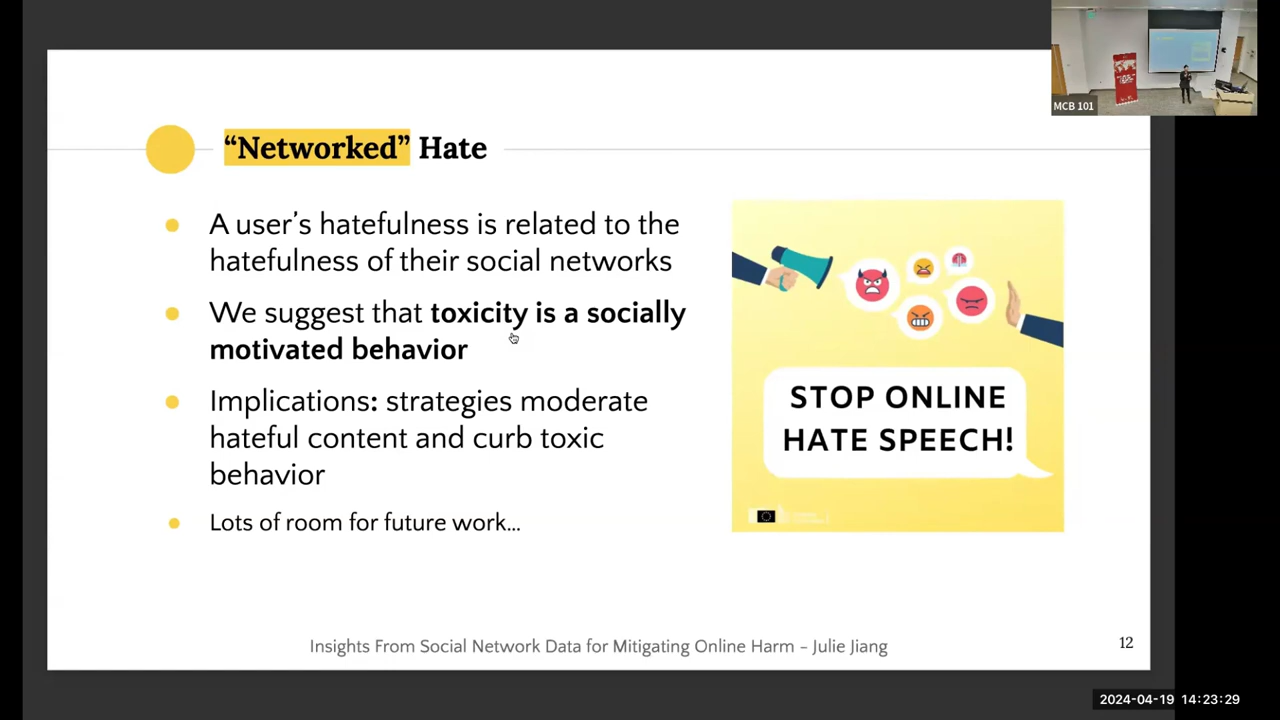 MCB 101
“Networked” Hate
A user’s hatefulness is related to the
hatefulness of their social networks
We suggest that toxicity is a socially
motivated behavior
Implications: strategies moderate
hateful content and curb toxic
behavior
Lots of room for future work…
STOP ONLINE
HATE SPEECH!
Insights From Social Network Data for Mitigating Online Harm – Julie Jiang
12
2024-04-19 14:23:29